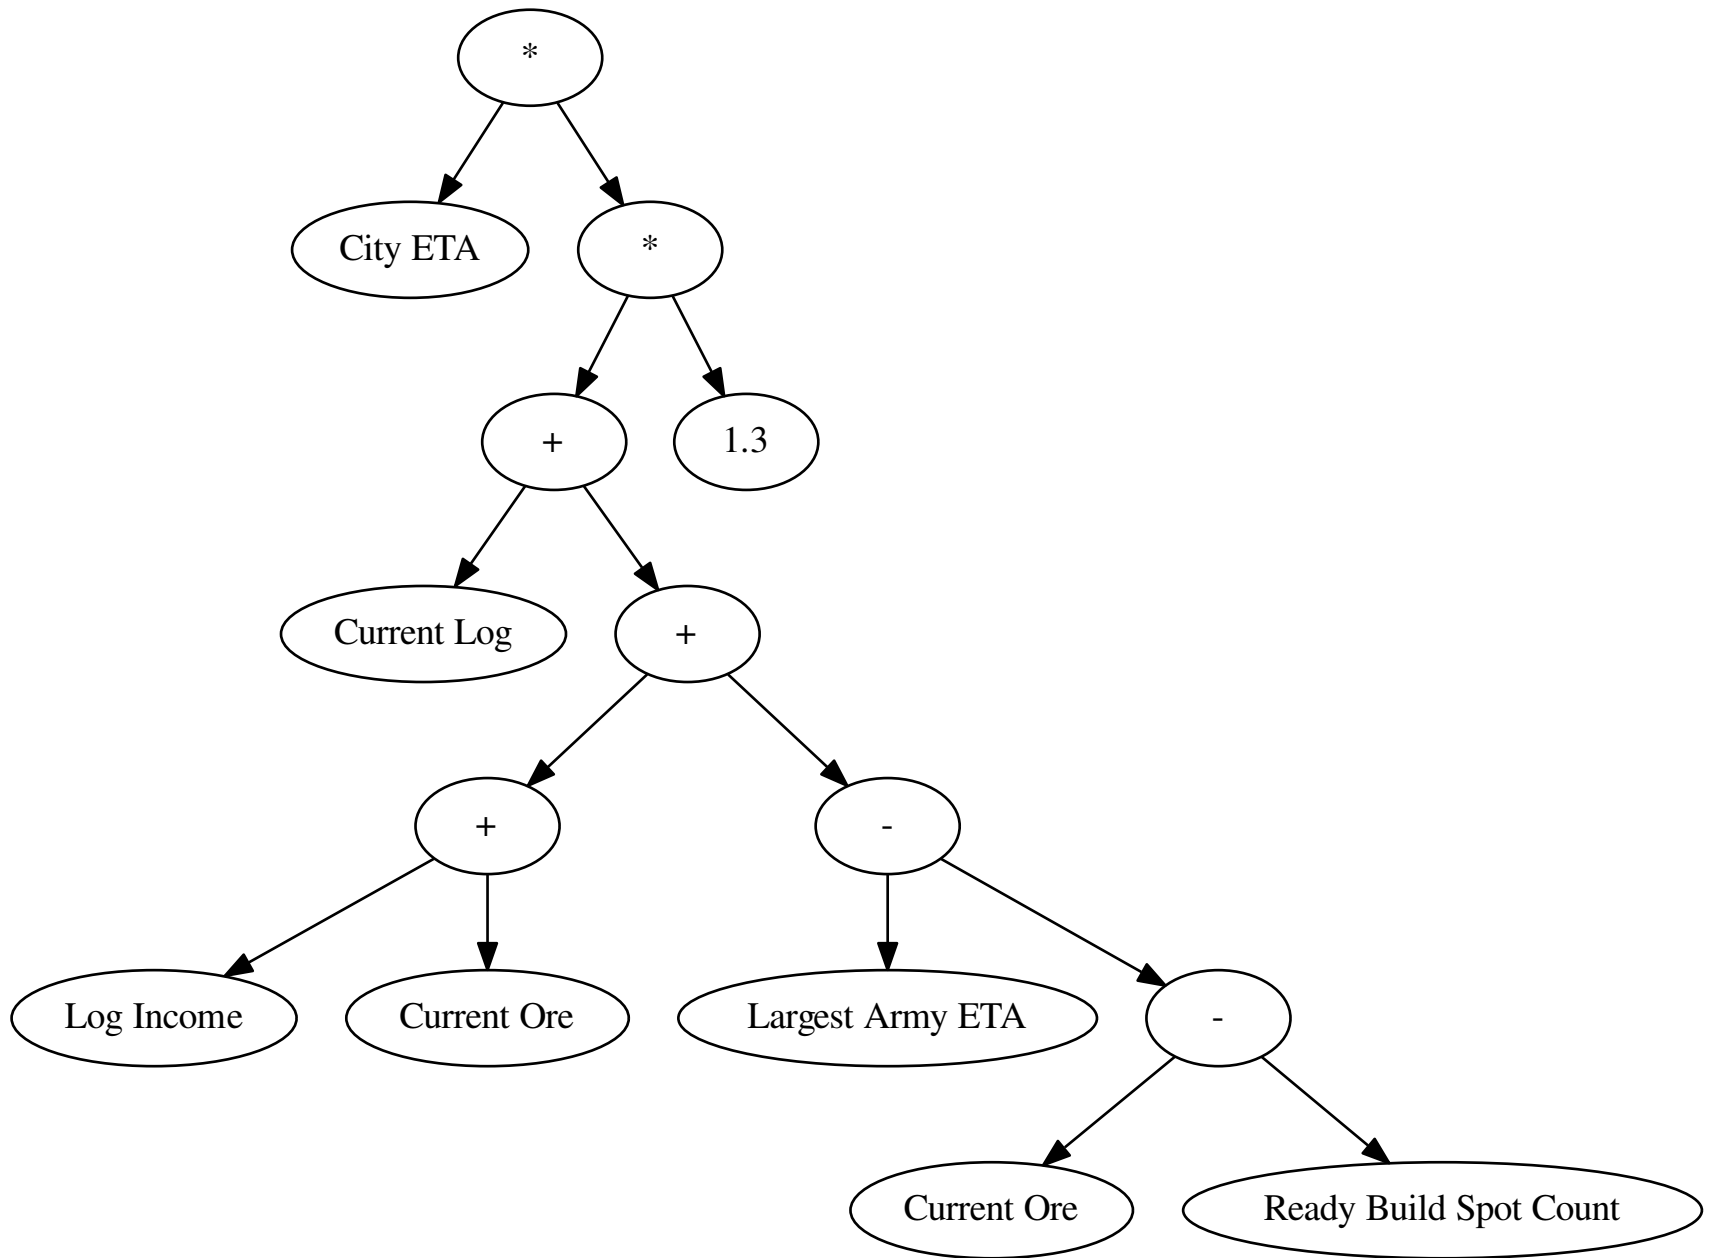 *
City ETA
*
+
1.3
Current Log
+
+
-
Log Income
Current Ore
Largest Army ETA
-
Current Ore
Ready Build Spot Count